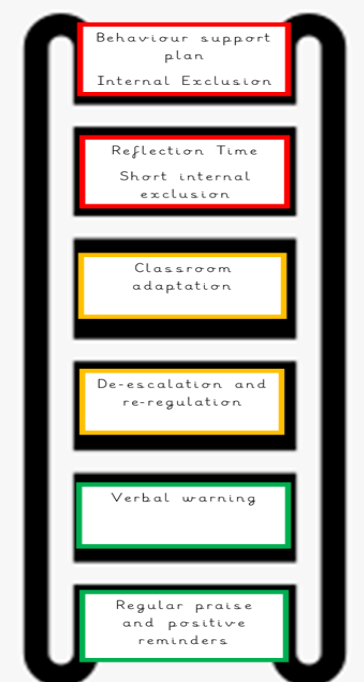 Behaviour support
plan
Internal Exclusion
Reflection Time
Short internal
exclusion
Classroom
adaptation
De-escalation and
re-regulation
Verbal warning
Regular praise
and positive
reminders